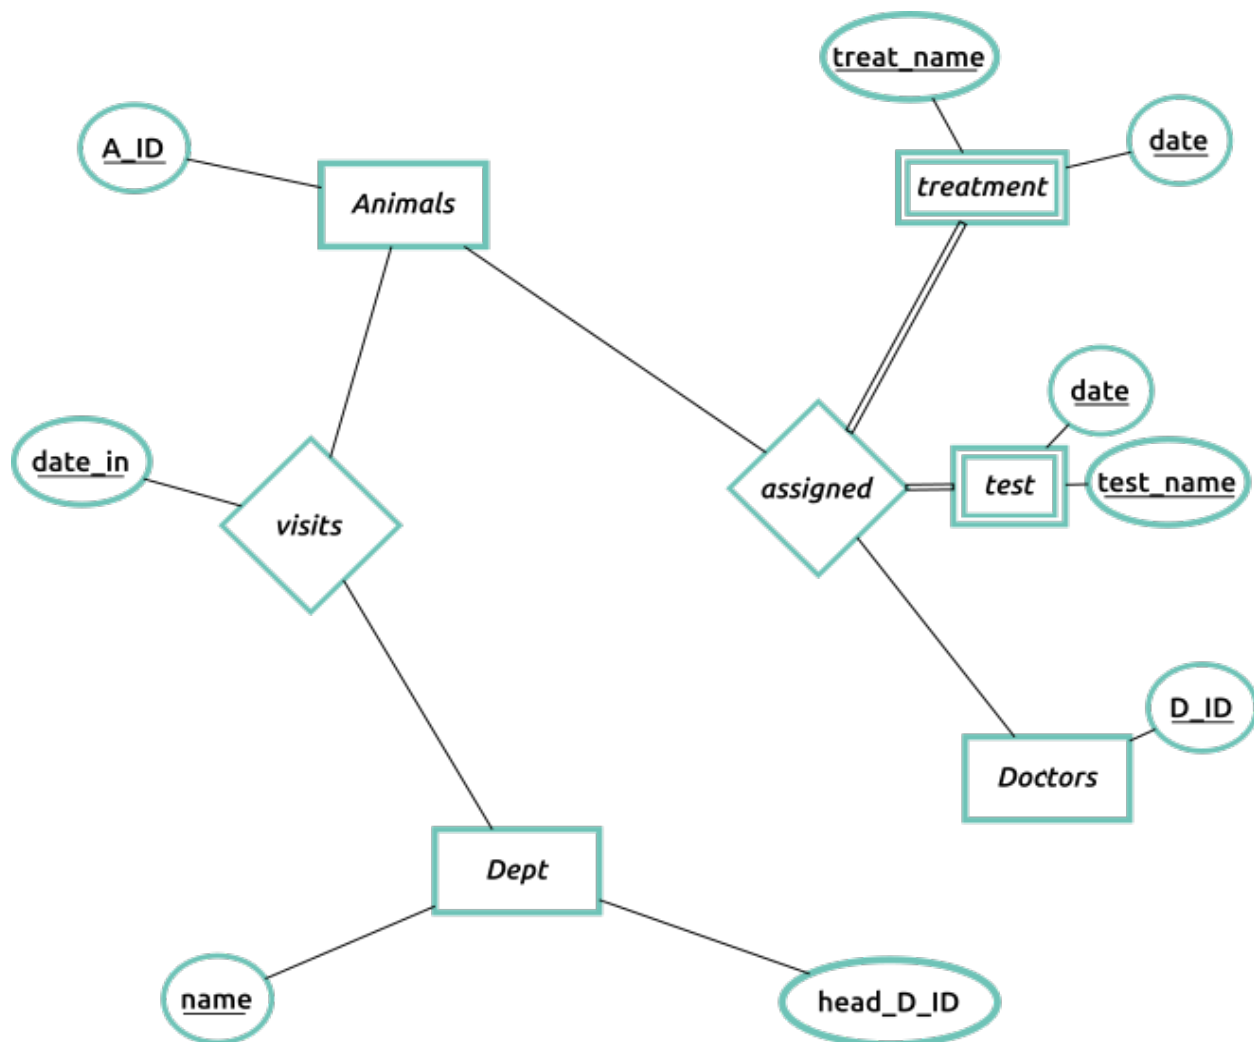 treat_name
date
A_ID
treatment
Animals
date
date_in
test
test_name
assigned
visits
D_ID
Doctors
Dept
name
head_D_ID